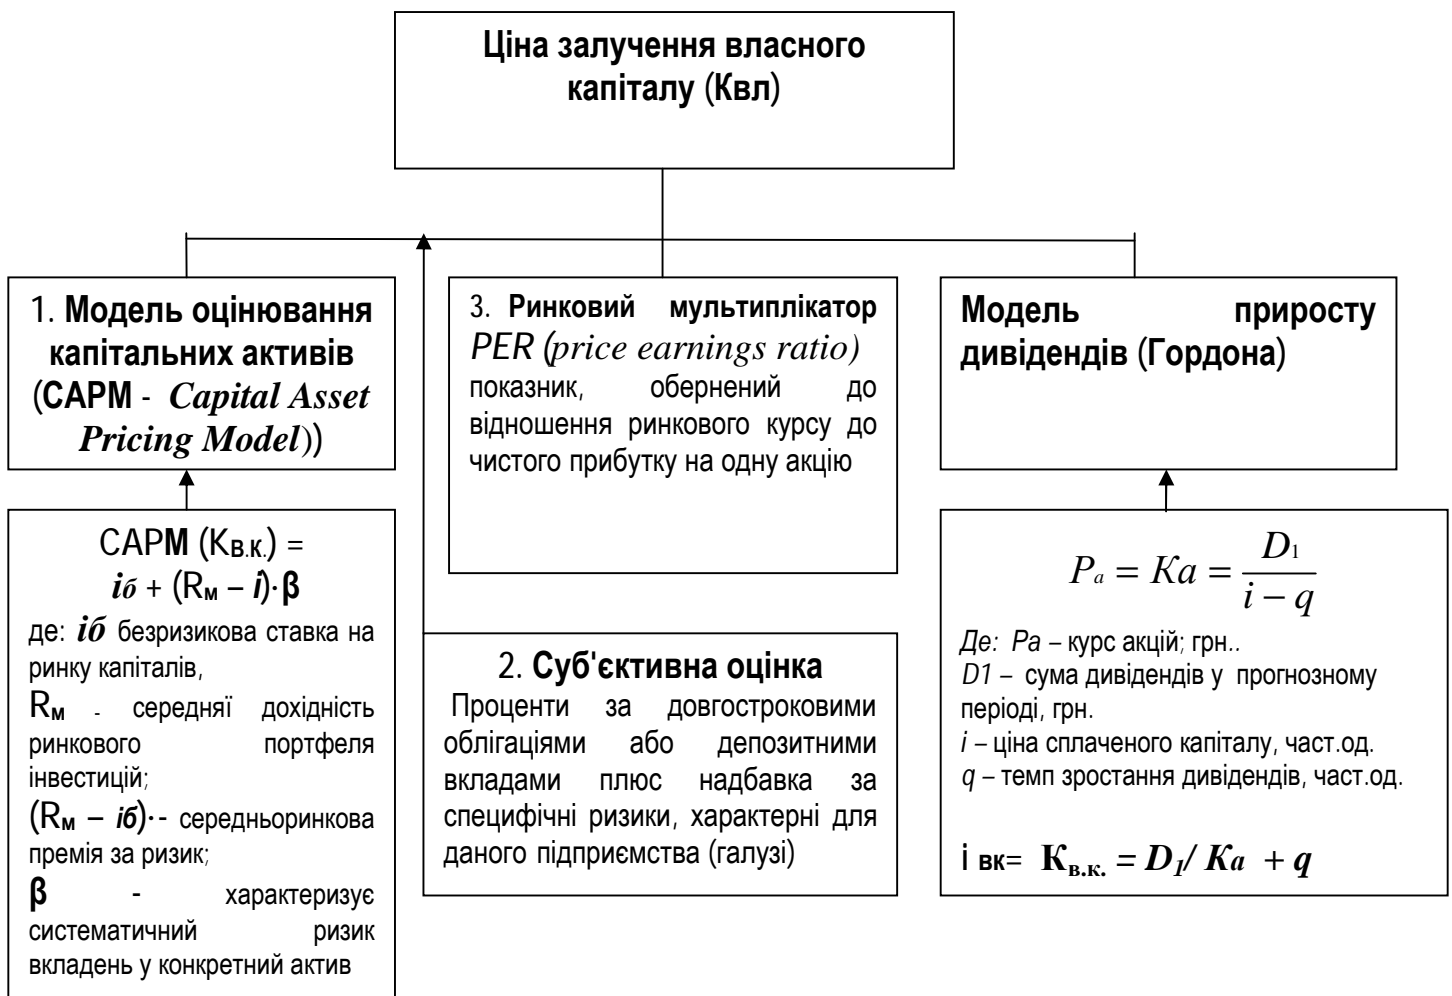 Ціна залучення власного
капіталу (Квл)
1. Модель оцінювання
капітальних активів
(САРМ - Capital Asset
Pricing Model))
САРМ (Кв.к.) =
iб + (Rм – i)·β
де: iб безризикова ставка на
ринку капіталів,
Rм - середняї дохідність
ринкового портфеля
інвестицій;
(Rм – iб)·- середньоринкова
премія за ризик;
β - характеризує
систематичний ризик
вкладень у конкретний актив
3. Ринковий мультиплікатор
PER (price earnings ratio)
показник, обернений до
відношення ринкового курсу до
чистого прибутку на одну акцію
2. Суб'єктивна оцінка
Проценти за довгостроковими
облігаціями або депозитними
вкладами плюс надбавка за
специфічні ризики, характерні для
даного підприємства (галузі)
Модель приросту
дивідендів (Гордона)
Pa = Ka = D1 / (i – q)
Де: Ра – курс акцій; грн..
D1 – сума дивідендів у прогнозному
періоді, грн.
i – ціна сплаченого капіталу, част.од.
q – темп зростання дивідендів, част.од.
і вк= Кв.к. = D1/ Ka + q